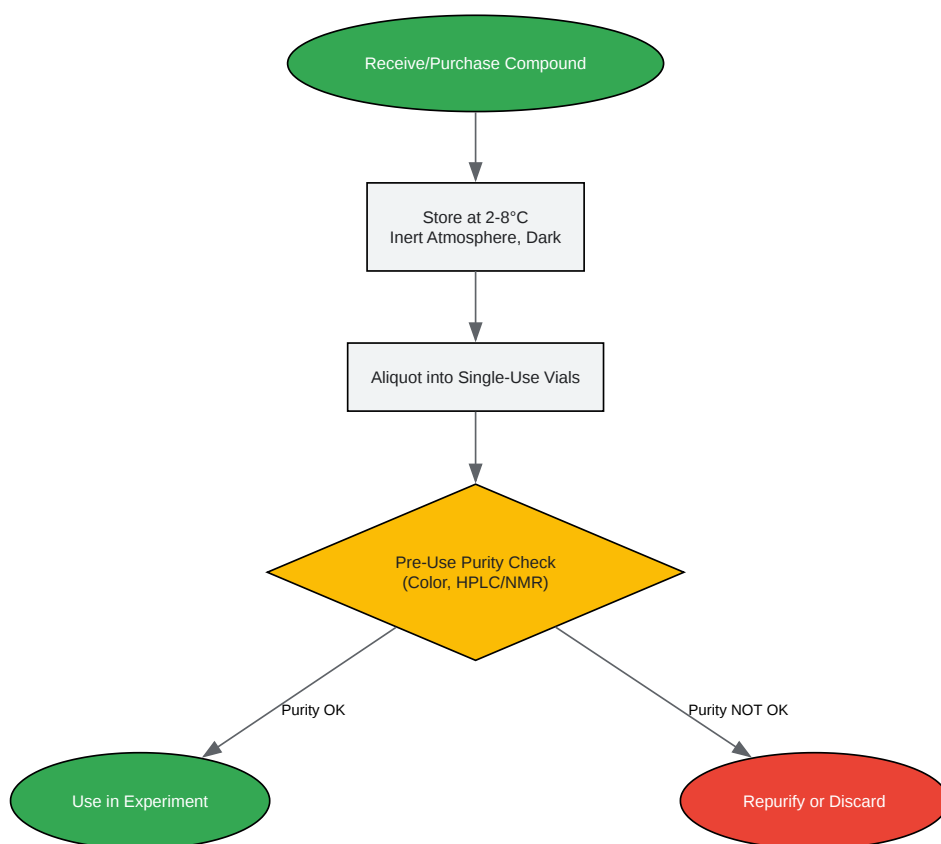 Receive/Purchase Compound
Store at 2-8°C
Inert Atmosphere, Dark
Aliquot into Single-Use Vials
Pre-Use Purity Check
(Color, HPLC/NMR)
Purity OK
Purity NOT OK
Use in Experiment
Repurify or Discard